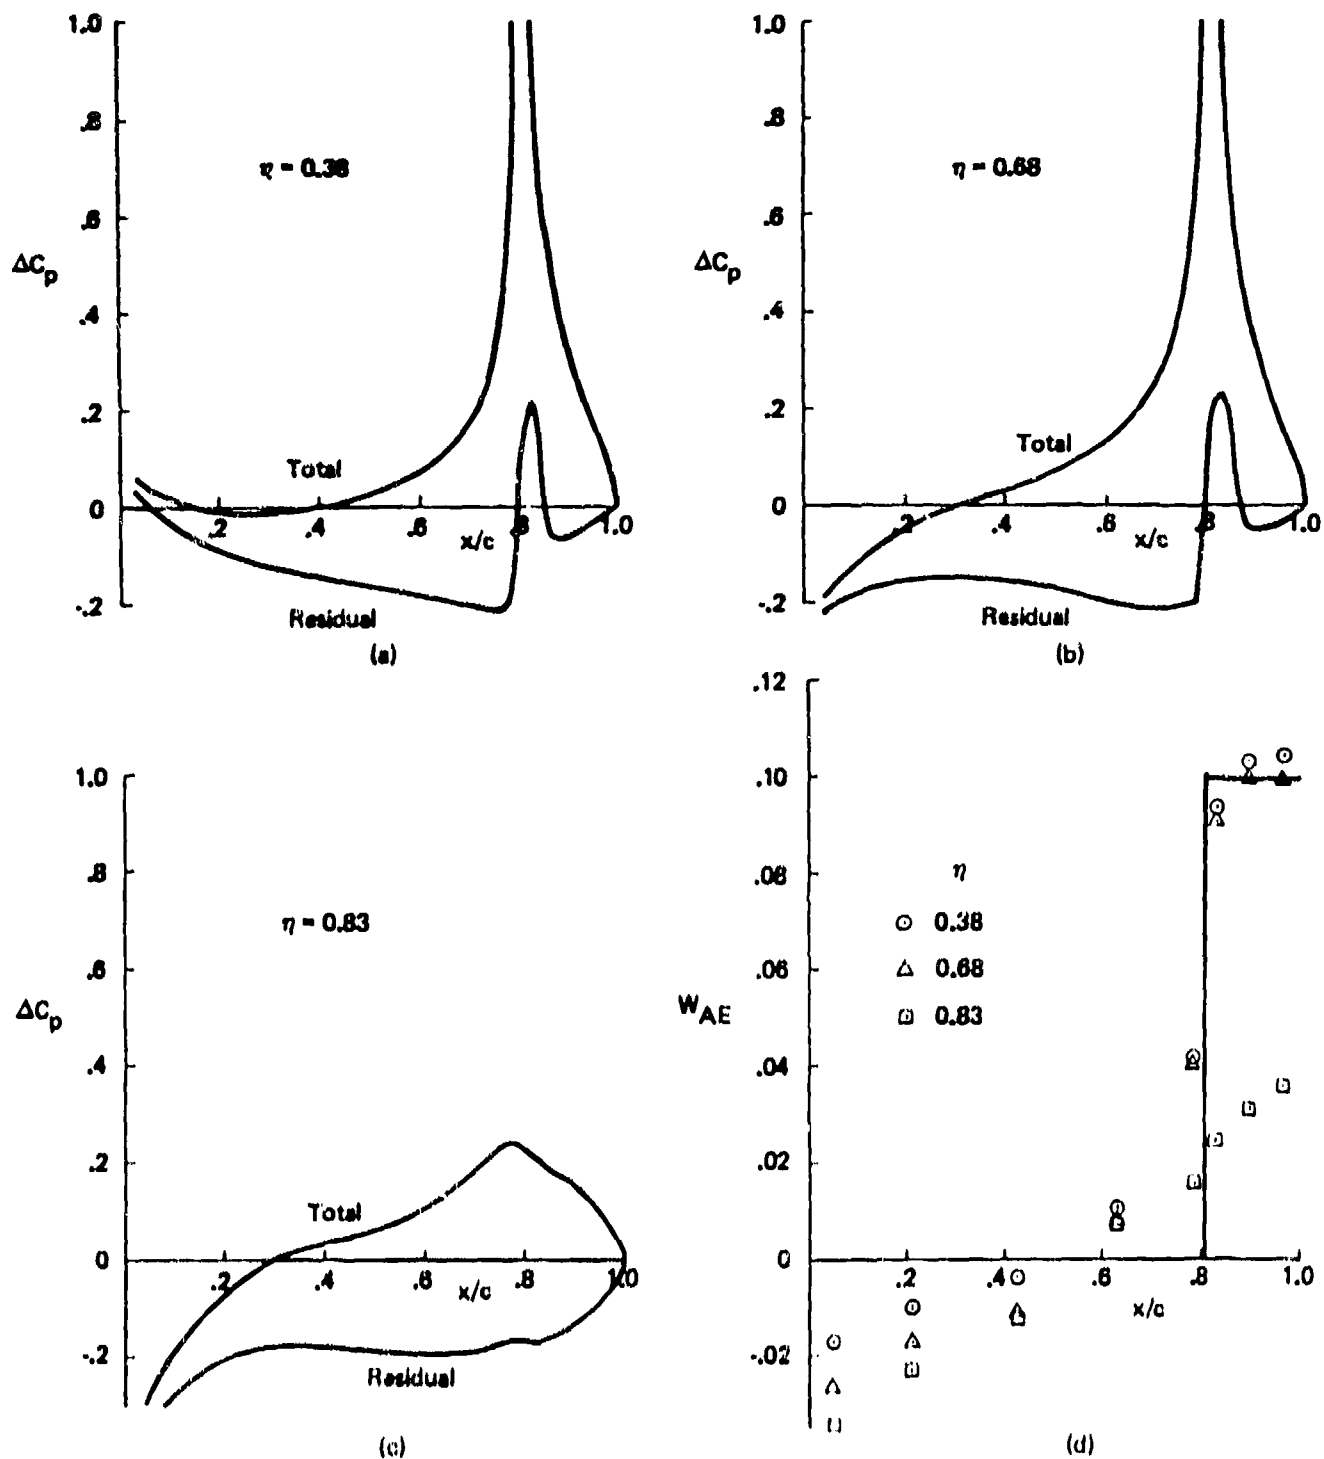 1.0
.8
.6
.4
.2
0
-.2
ΔCp
η = 0.38
Total
Residual
.2
.4
.6
.8
1.0
x/c
(a)
1.0
.8
.6
.4
.2
0
-.2
ΔCp
η = 0.68
Total
Residual
.2
.4
.6
.8
1.0
x/c
(b)
1.0
.8
.6
.4
.2
0
-.2
ΔCp
η = 0.83
Total
Residual
.2
.4
.6
.8
1.0
x/c
(c)
.12
.10
.08
.06
.04
.02
0
-.02
WAE
η
0.38
0.68
0.83
.2
.4
.6
.8
1.0
x/c
(d)